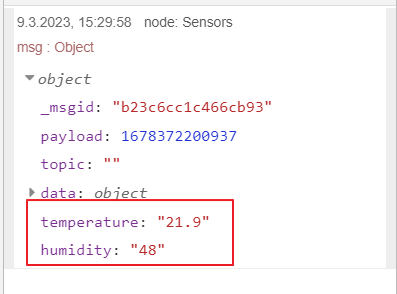 9.3.2023, 15:29:58 node: Sensors
msg : Object
object
_msgid: "b23c6cc1c466cb93"
payload: 1678372200937
topic: ""
data: object
temperature: "21.9"
humidity: "48"